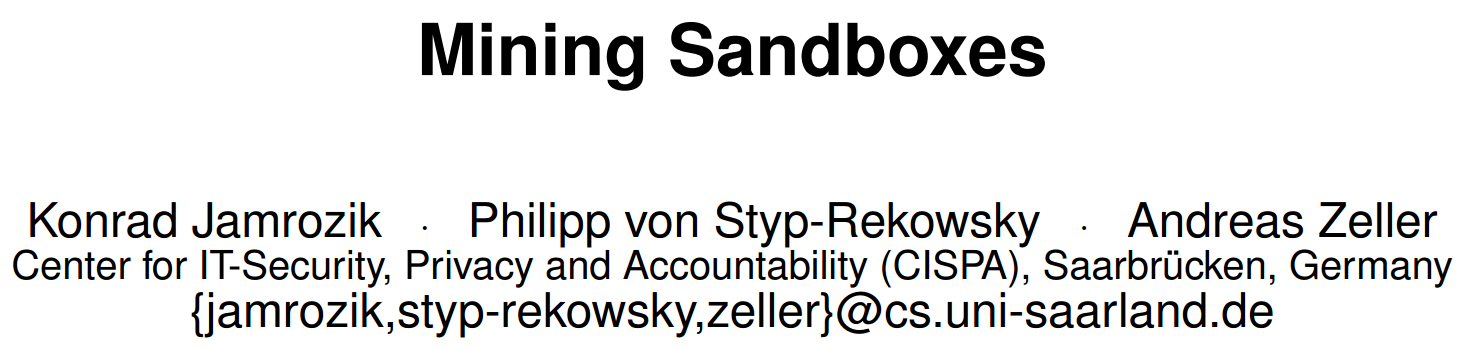 Mining Sandboxes
Konrad Jamrozik · Philipp von Styp-Rekowsky · Andreas Zeller
Center for IT-Security, Privacy and Accountability (CISPA), Saarbrücken, Germany
{jamrozik,styp-rekowsky,zeller}@cs.uni-saarland.de